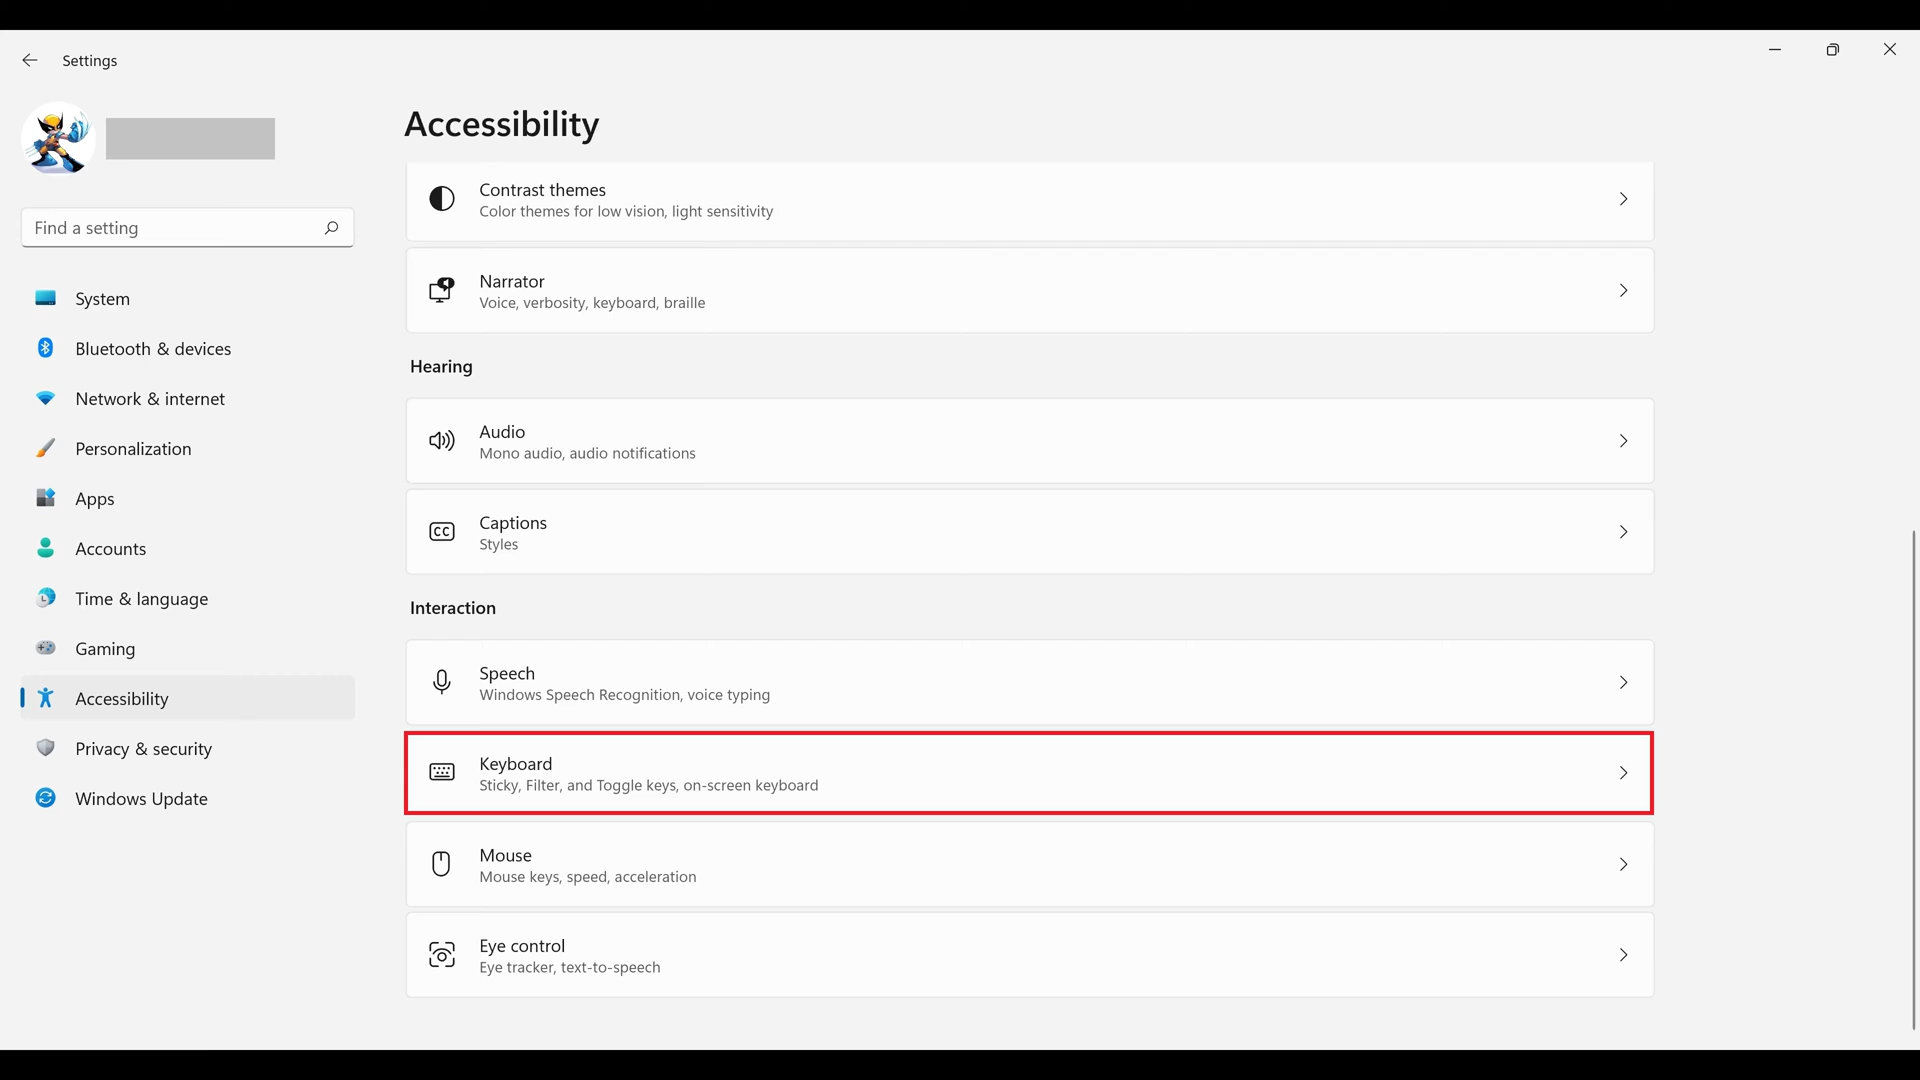 Settings
Find a setting
System
Bluetooth & devices
Network & internet
Personalization
Apps
Accounts
Time & language
Gaming
Accessibility
Privacy & security
Windows Update
Accessibility
Contrast themes
Color themes for low vision, light sensitivity
Narrator
Voice, verbosity, keyboard, braille
Hearing
Audio
Mono audio, audio notifications
CC
Captions
Styles
Interaction
Speech
Windows Speech Recognition, voice typing
Keyboard
Sticky, Filter, and Toggle keys, on-screen keyboard
Mouse
Mouse keys, speed, acceleration
Eye control
Eye tracker, text-to-speech